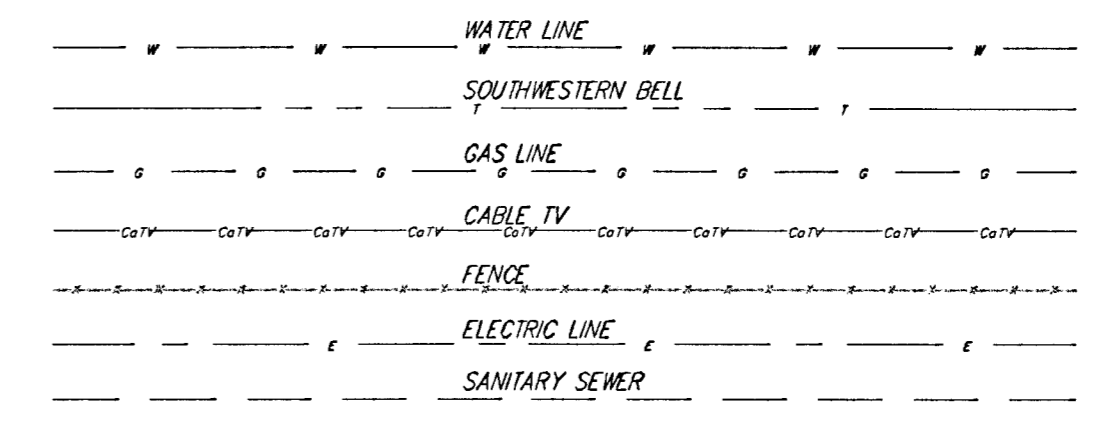 WATER LINE
W W W W W W
SOUTHWESTERN BELL
T T
GAS LINE
G G G G G G G G
CABLE TV
CaTV CaTV CaTV CaTV CaTV CaTV CaTV CaTV CaTV CaTV
FENCE
x x x x x x x x x x x x x x x x x x x x x x x x x
ELECTRIC LINE
E E E
SANITARY SEWER